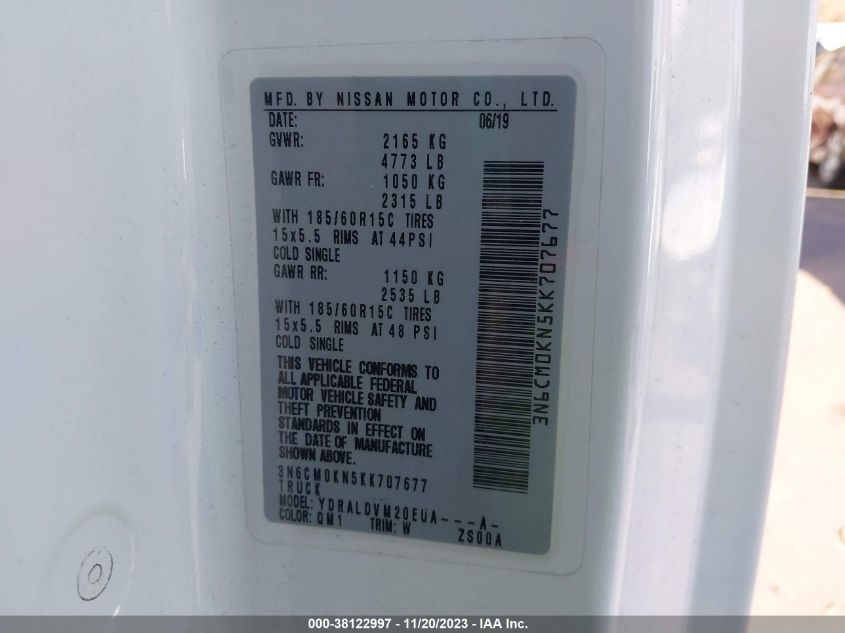 MFD. BY NISSAN MOTOR CO., LTD.
DATE: 06/19
GVWR: 2165 KG
4773 LB
GAWR FR: 1050 KG
2315 LB
WITH 185/60R15C TIRES
15x5.5 RIMS AT 44PSI
COLD SINGLE
GAWR RR: 1150 KG
2535 LB
WITH 185/60R15C TIRES
15x5.5 RIMS AT 48 PSI
COLD SINGLE
THIS VEHICLE CONFORMS TO
ALL APPLICABLE FEDERAL
MOTOR VEHICLE SAFETY AND
THEFT PREVENTION
STANDARDS IN EFFECT ON
THE DATE OF MANUFACTURE
SHOWN ABOVE.
3N6CM0KN5KK707677
TRUCK
MODEL: YDRALDVM20EUA---A-
COLOR: QM1 TRIM: W ZS00A
3N6CM0KN5KK707677
000-38122997 - 11/20/2023 - IAA Inc.